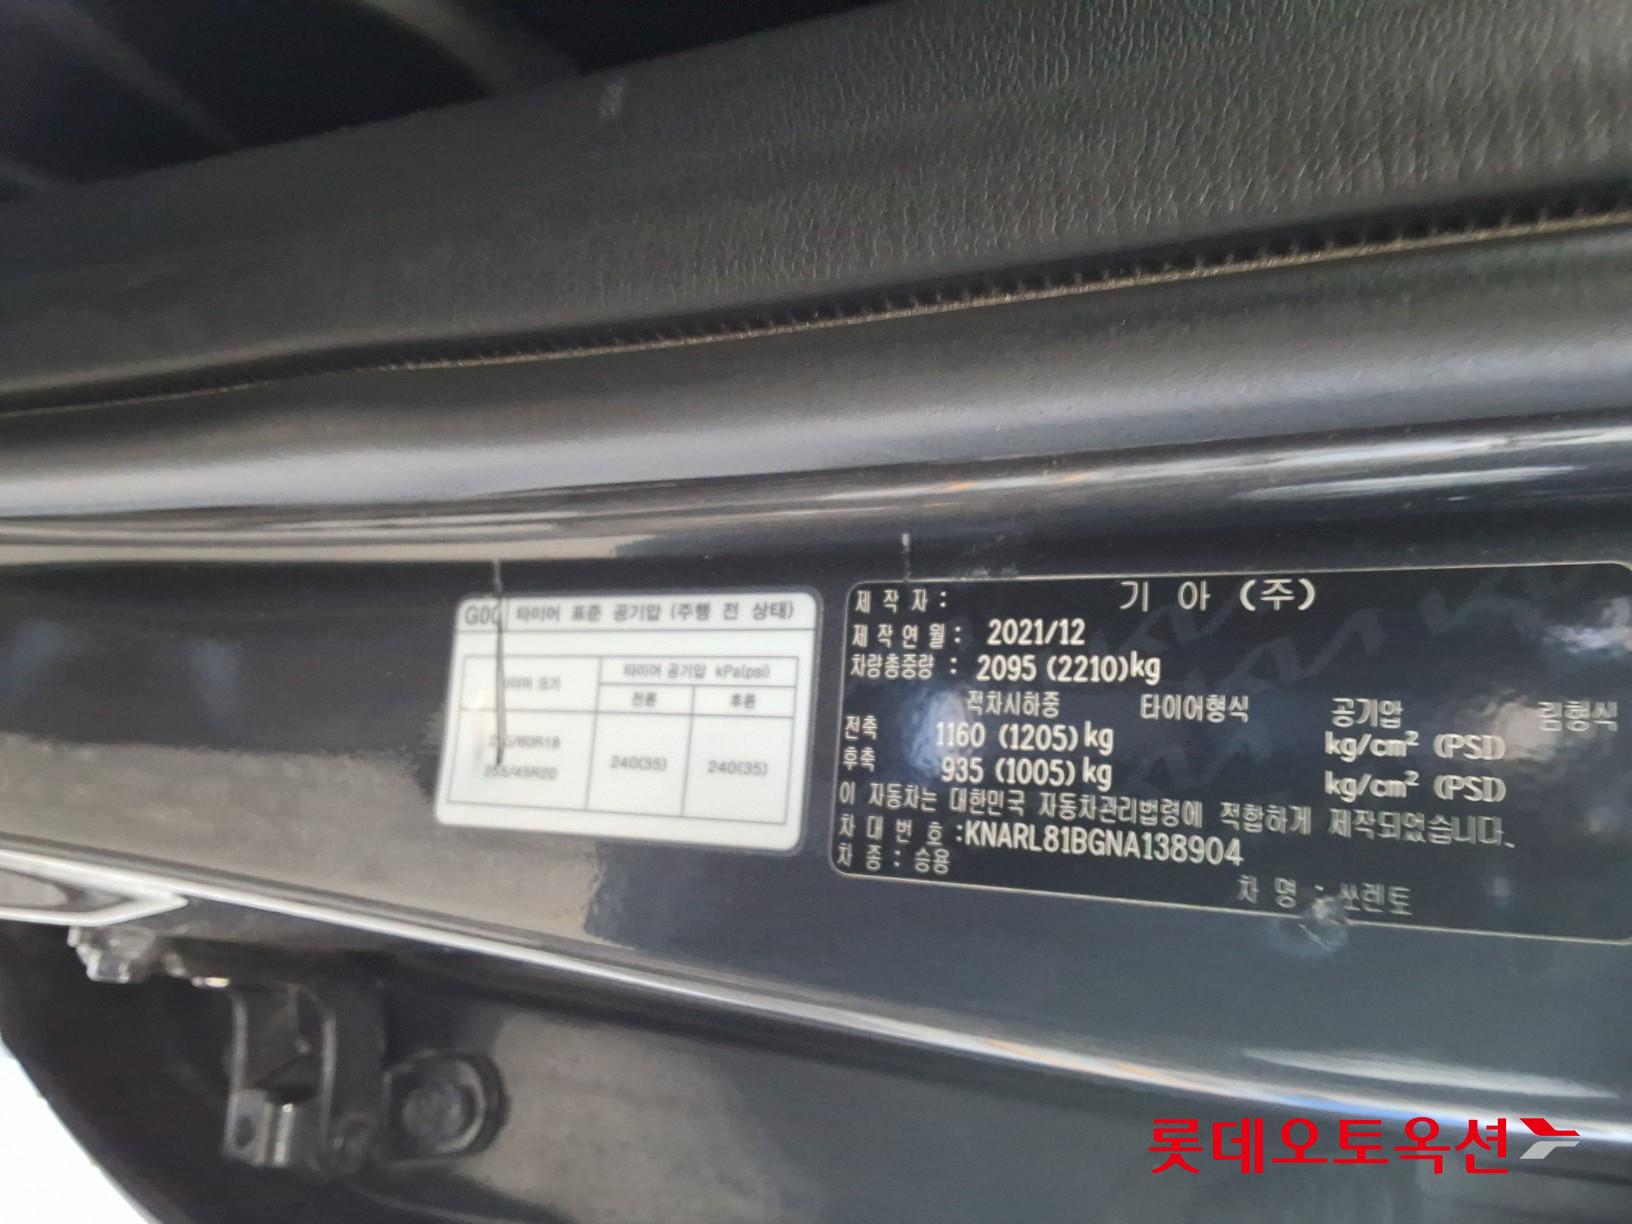 타이어 표준 공기압 (주행 전 상태)
타이어 공기압 kPa(psi)
전륜 후륜
/60R18
255/45R20
240(35) 240(35)
제작자: 기아(주)
제작연월: 2021/12
차량총중량: 2095 (2210)kg
적차시하중 타이어형식 공기압 림형식
전축 1160 (1205)kg kg/cm² (PSI)
후축 935 (1005)kg kg/cm² (PSI)
이 자동차는 대한민국 자동차관리법령에 적합하게 제작되었습니다.
차대번호:KNARL81BGNA138904
차종: 승용 차명: 쏘렌토
롯데오토옥션